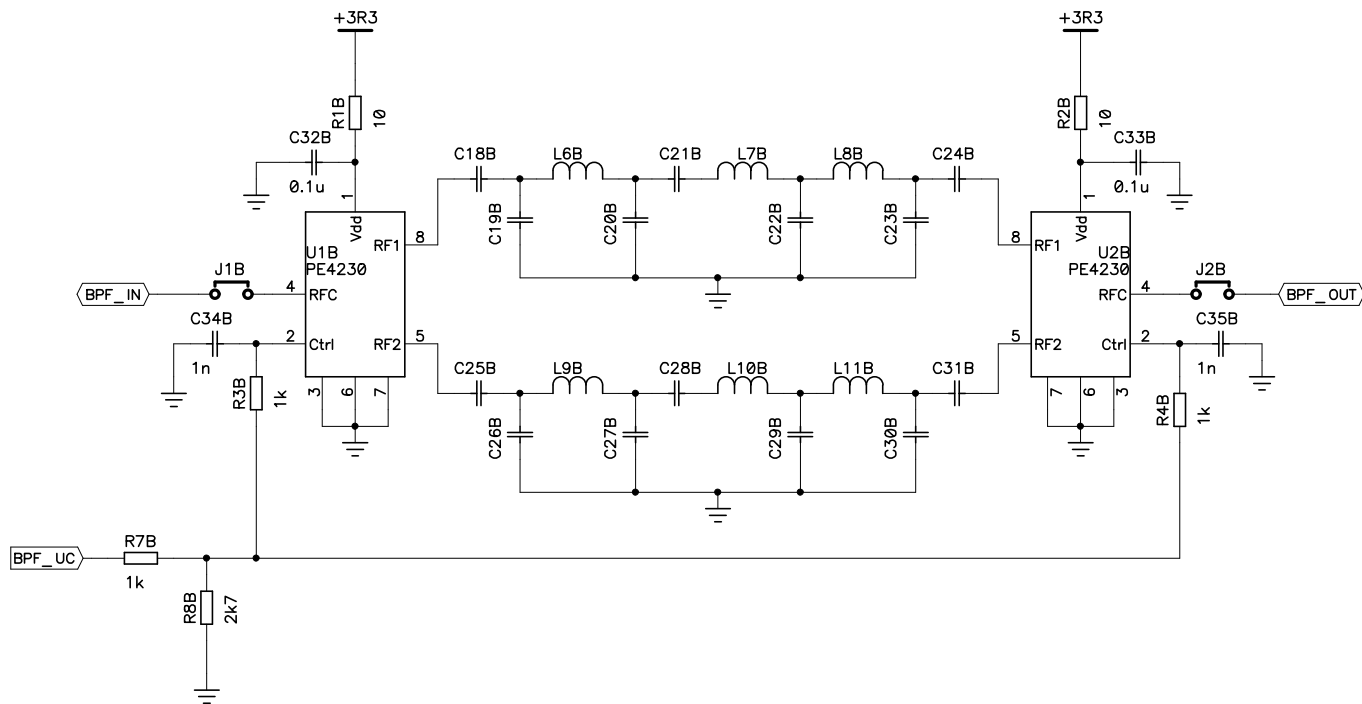 +3R3
+3R3
R1B
10
R2B
10
C32B
0.1u
C33B
0.1u
C18B
L6B
C21B
L7B
L8B
C24B
C19B
C20B
C22B
C23B
1
Vdd
RF1
8
U1B
PE4230
1
Vdd
8
RF1
U2B
PE4230
BPF_IN
J1B
4
RFC
RFC
4
J2B
BPF_OUT
C34B
1n
2
Ctrl
RF2
5
5
RF2
Ctrl
2
C35B
1n
R3B
1k
3
6
7
C25B
L9B
C28B
L10B
L11B
C31B
7
6
3
R4B
1k
C26B
C27B
C29B
C30B
BPF_UC
R7B
1k
R8B
2k7